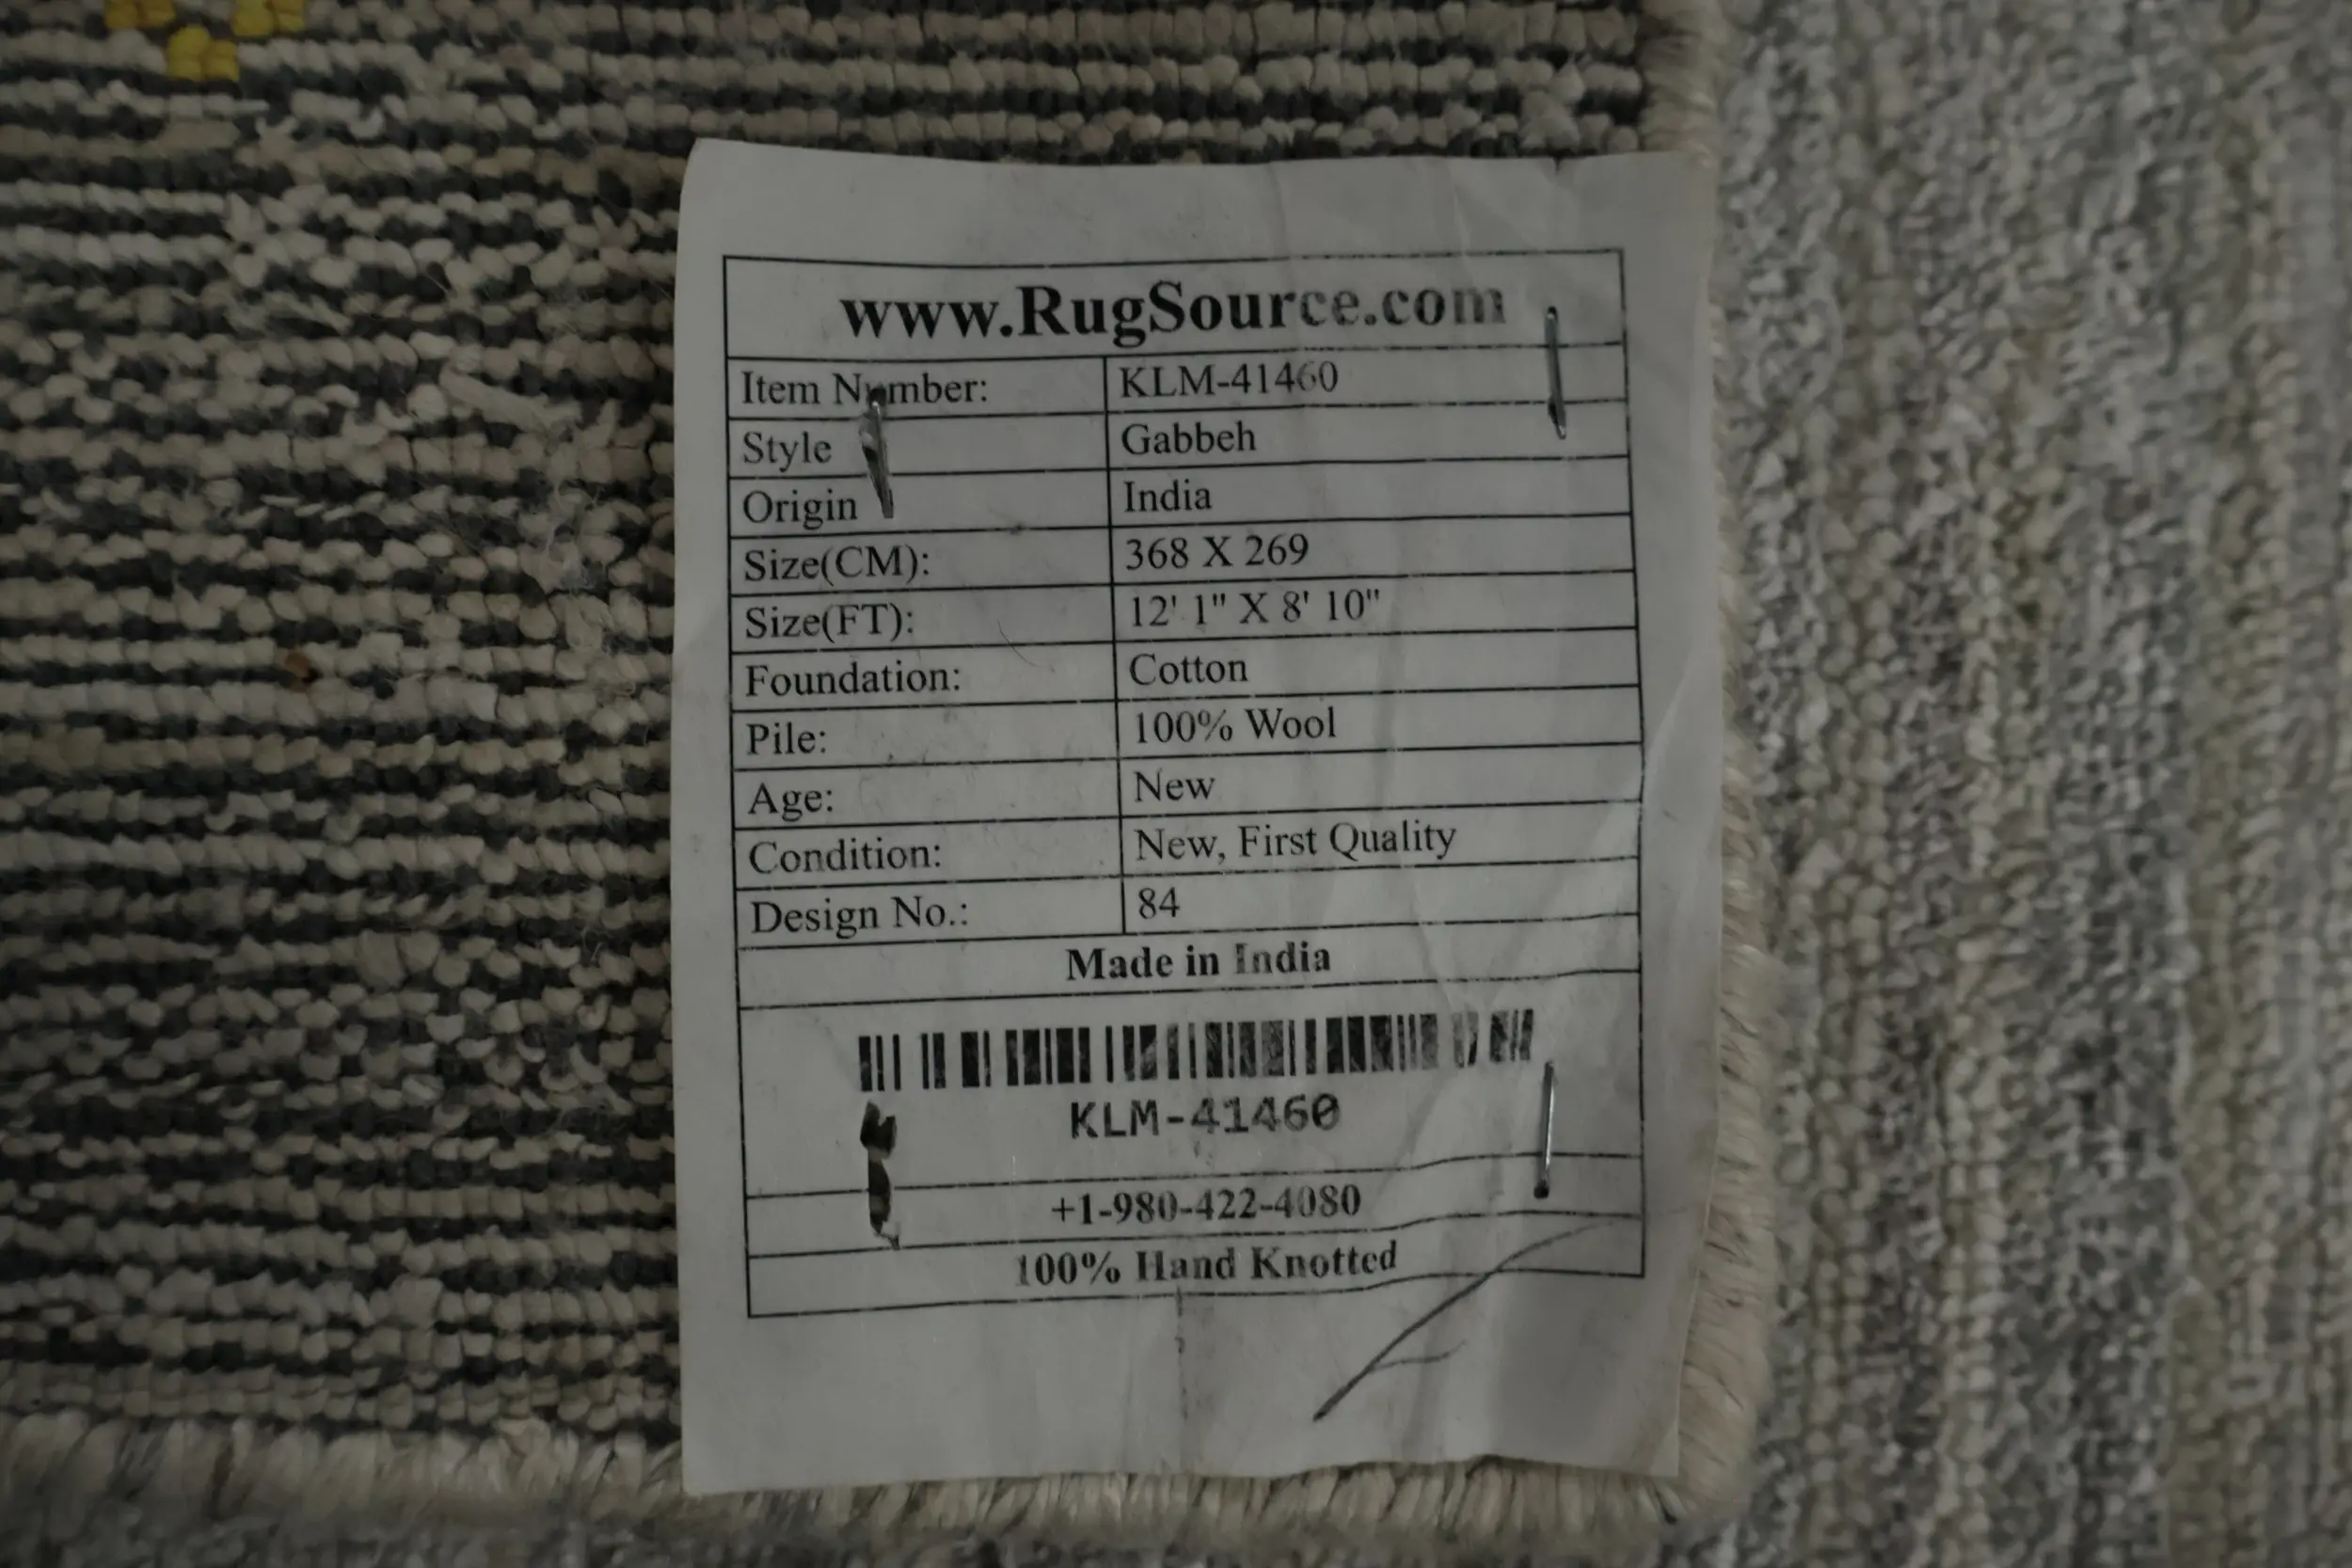 www.RugSource.com
Item Number: KLM-41460
Style Gabbeh
Origin India
Size(CM): 368 X 269
Size(FT): 12' 1" X 8' 10"
Foundation: Cotton
Pile: 100% Wool
Age: New
Condition: New, First Quality
Design No.: 84
Made in India
KLM-41460
+1-980-422-4080
100% Hand Knotted